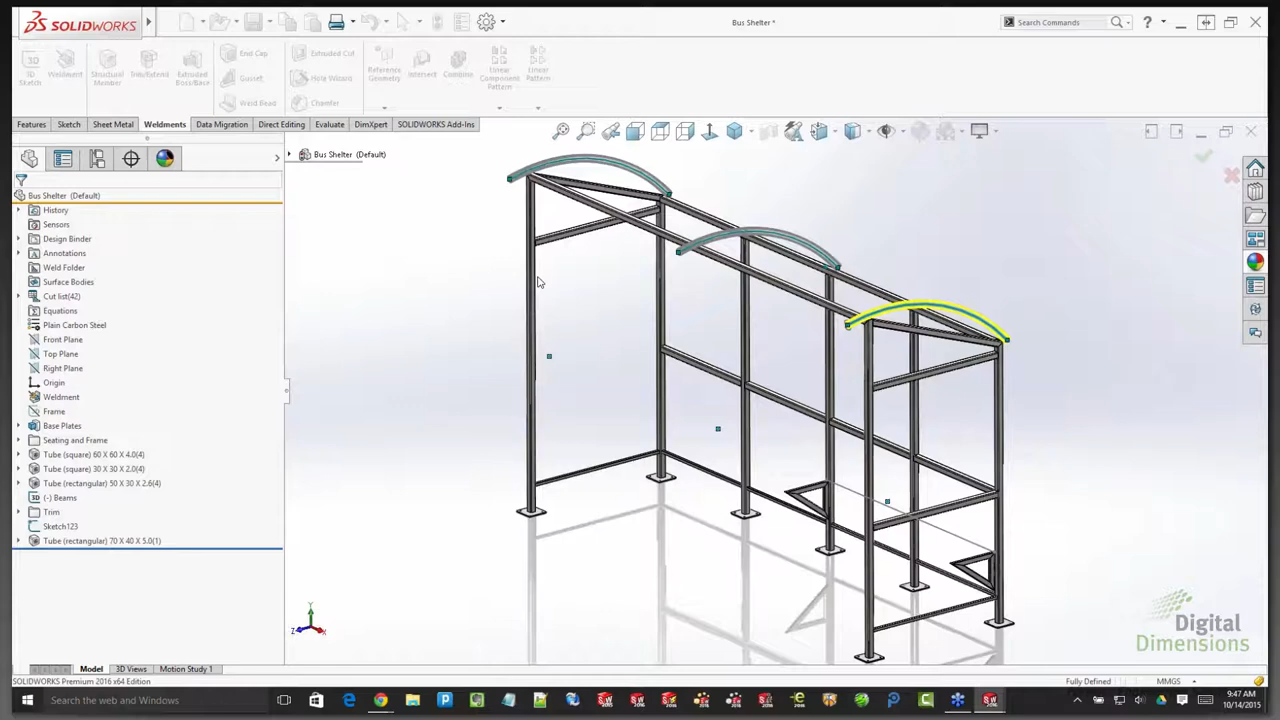 SOLIDWORKS
Bus Shelter *
Search Commands
?
3D Sketch
Weldment
Structural Member
Trim/Extend
Extruded Boss/Base
End Cap
Gusset
Weld Bead
Extruded Cut
Hole Wizard
Chamfer
Reference Geometry
Intersect
Combine
Linear Component Pattern
Linear Pattern
Features
Sketch
Sheet Metal
Weldments
Data Migration
Direct Editing
Evaluate
DimXpert
SOLIDWORKS Add-Ins
Bus Shelter (Default)
Bus Shelter (Default)
History
Sensors
Design Binder
Annotations
Weld Folder
Surface Bodies
Cut list(42)
Equations
Plain Carbon Steel
Front Plane
Top Plane
Right Plane
Origin
Weldment
Frame
Base Plates
Seating and Frame
Tube (square) 60 X 60 X 4.0(4)
Tube (square) 30 X 30 X 2.0(4)
Tube (rectangular) 50 X 30 X 2.6(4)
3D (-) Beams
Trim
Sketch123
Tube (rectangular) 70 X 40 X 5.0(1)
Y
Z
X
Digital
Dimensions
Model
3D Views
Motion Study 1
SOLIDWORKS Premium 2016 x64 Edition
Fully Defined
MMGS
Search the web and Windows
9:47 AM
10/14/2015